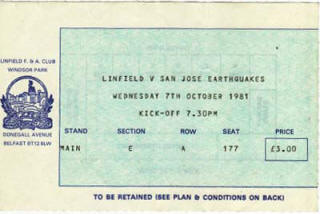 LINFIELD F. & A. CLUB
WINDSOR PARK
DONEGALL AVENUE
BELFAST BT12 6LW
LINFIELD V SAN JOSE EARTHQUAKES
WEDNESDAY 7TH OCTOBER 1981
KICK-OFF 7.30PM
STAND SECTION ROW SEAT PRICE
MAIN E A 177 £3.00
TO BE RETAINED (SEE PLAN & CONDITIONS ON BACK)